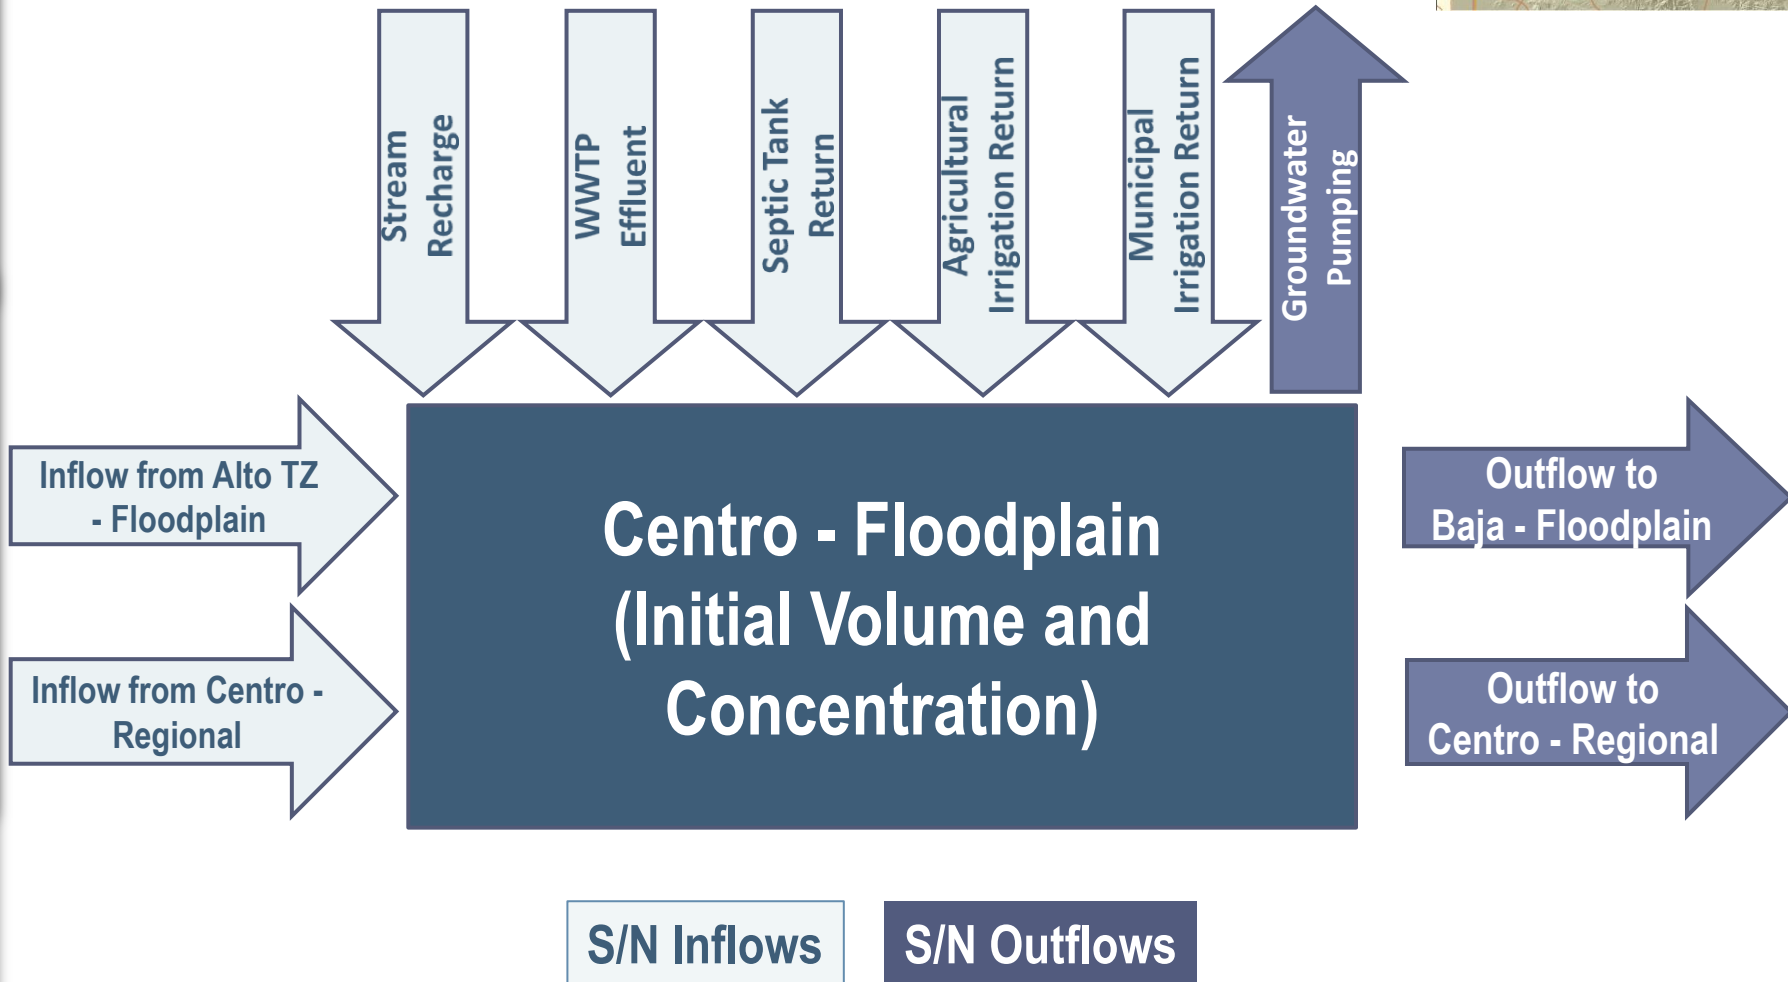 Stream
Recharge
WWTP
Effluent
Septic Tank
Return
Agricultural
Irrigation Return
Municipal
Irrigation Return
Groundwater
Pumping
Inflow from Alto TZ
- Floodplain
Inflow from Centro -
Regional
Centro - Floodplain
(Initial Volume and
Concentration)
Outflow to
Baja - Floodplain
Outflow to
Centro - Regional
S/N Inflows
S/N Outflows